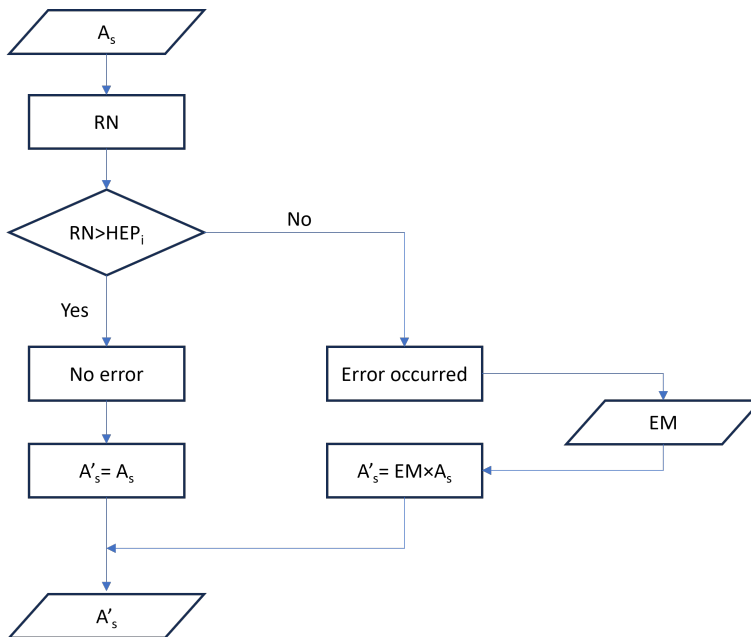 Aₛ
RN
RN>HEPᵢ
No
Yes
No error
Error occurred
EM
A'ₛ= Aₛ
A'ₛ= EM×Aₛ
A'ₛ